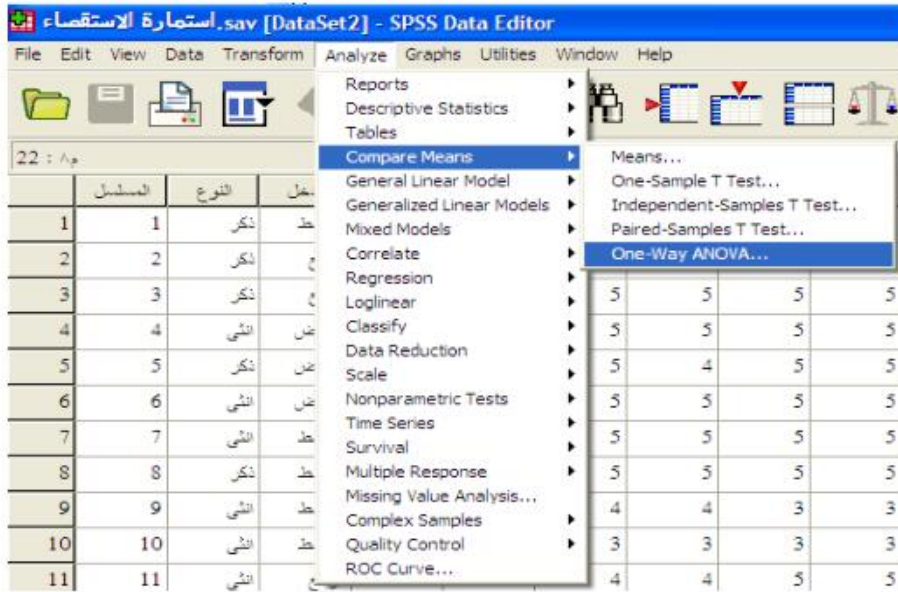 استمارة الاستقصاء.sav [DataSet2] - SPSS Data Editor
File Edit View Data Transform Analyze Graphs Utilities Window Help
22 : م٨
المسلسل النوع
1 1 ذكر
2 2 ذكر
3 3 ذكر 5 5 5 5
4 4 انثى 5 5 5 5
5 5 ذكر 5 4 5 5
6 6 انثى 5 5 5 5
7 7 انثى 5 5 5 5
8 8 ذكر 5 5 5 5
9 9 انثى 4 4 3 3
10 10 انثى 3 3 3 3
11 11 انثى 4 4 5 5
Reports
Descriptive Statistics
Tables
Compare Means
General Linear Model
Generalized Linear Models
Mixed Models
Correlate
Regression
Loglinear
Classify
Data Reduction
Scale
Nonparametric Tests
Time Series
Survival
Multiple Response
Missing Value Analysis...
Complex Samples
Quality Control
ROC Curve...
Means...
One-Sample T Test...
Independent-Samples T Test...
Paired-Samples T Test...
One-Way ANOVA...